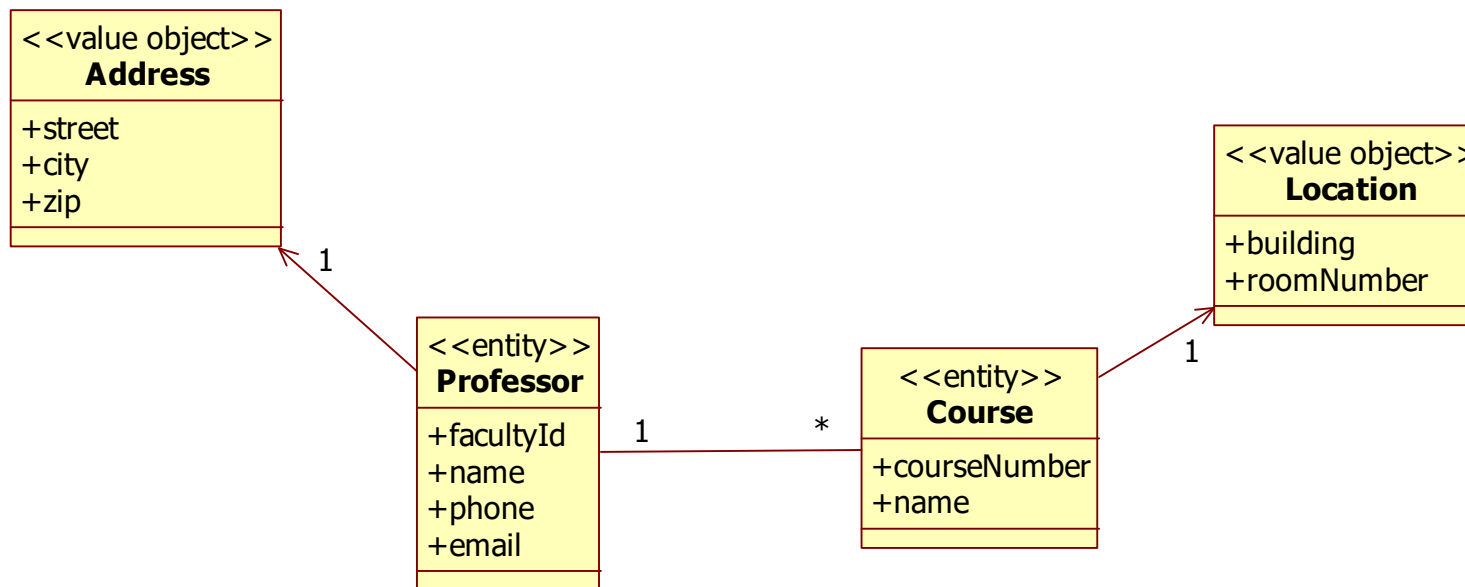 <<value object>>
Address
+street
+city
+zip
1
<<entity>>
Professor
+facultyId
+name
+phone
+email
1
*
<<entity>>
Course
+courseNumber
+name
1
<<value object>>
Location
+building
+roomNumber